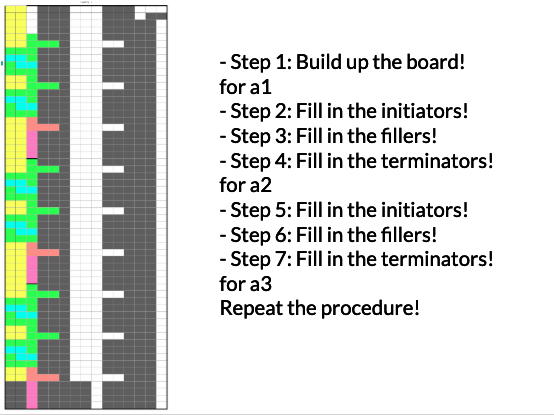 - Step 1: Build up the board!
for a1
- Step 2: Fill in the initiators!
- Step 3: Fill in the fillers!
- Step 4: Fill in the terminators!
for a2
- Step 5: Fill in the initiators!
- Step 6: Fill in the fillers!
- Step 7: Fill in the terminators!
for a3
Repeat the procedure!